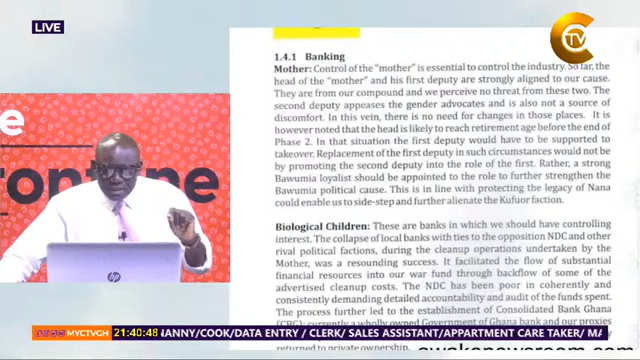 LIVE
TV
1.4.1 Banking
Mother: Control of the "mother" is essential to control the industry. So far, the
head of the "mother" and his first deputy are strongly aligned to our cause.
They are from our compound and we perceive no threat from these two. The
second deputy appeases the gender advocates and is also not a source of
discomfort. In this vein, there is no need for changes in those places. It
is however noted that the head is likely to reach retirement age before the end of
Phase 2. In that situation the first deputy would have to be supported to
takeover. Replacement of the first deputy in such circumstances would not be
by promoting the second deputy into the role of the first. Rather, a strong
Bawumia loyalist should be appointed to the role to further strengthen the
Bawumia political cause. This is in line with protecting the legacy of Nana
could enable us to side-step and further alienate the Kufuor faction.
Biological Children: These are banks in which we should have controlling
interest. The collapse of local banks with ties to the opposition NDC and other
rival political factions, during the cleanup operations undertaken by the
Mother, was a resounding success. It facilitated the flow of substantial
financial resources into our war fund through backflow of some of the
advertised cleanup costs. The NDC has been poor in coherently and
consistently demanding detailed accountability and audit of the funds spent.
The process further led to the establishment of Consolidated Bank Ghana
(CBG) currently a wholly owned Government of Ghana bank and our proxies
returned to private ownership.
hp
MYCTVGH
21:40:48
NANNY/COOK/DATA ENTRY / CLERK/ SALES ASSISTANT/APPARTMENT CARE TAKER/ MA